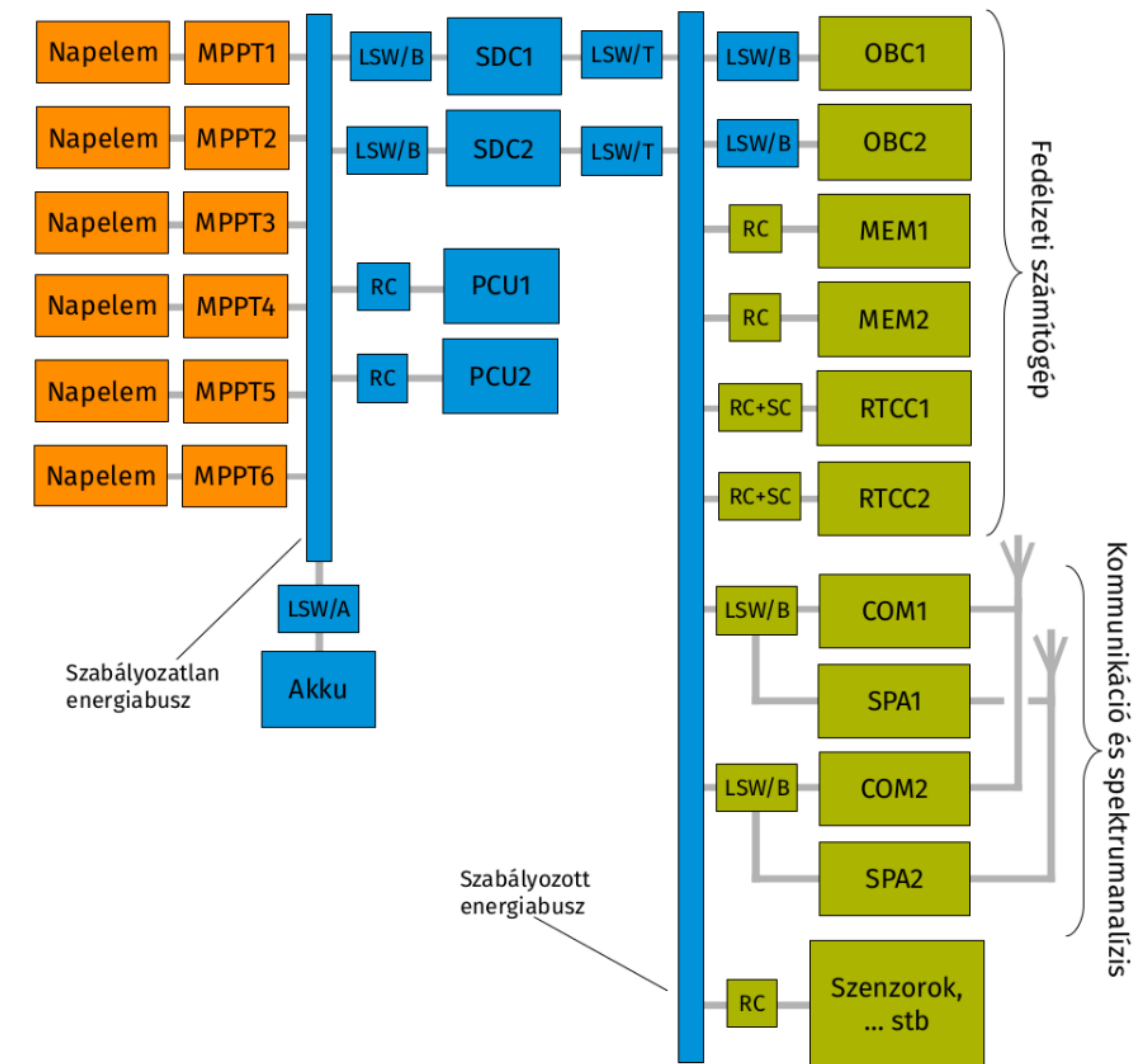 Napelem MPPT1 LSW/B SDC1 LSW/T LSW/B OBC1
Napelem MPPT2 LSW/B SDC2 LSW/T LSW/B OBC2
Napelem MPPT3 RC MEM1
Napelem MPPT4 RC PCU1 RC MEM2
Napelem MPPT5 RC PCU2 RC+SC RTCC1
Napelem MPPT6 RC+SC RTCC2
Fedélzeti számítógép
LSW/A LSW/B COM1
Szabályozatlan
energiabusz
Akku
SPA1
LSW/B COM2
SPA2
Kommunikáció és spektrumanalízis
Szabályozott
energiabusz
RC
Szenzorok,
... stb